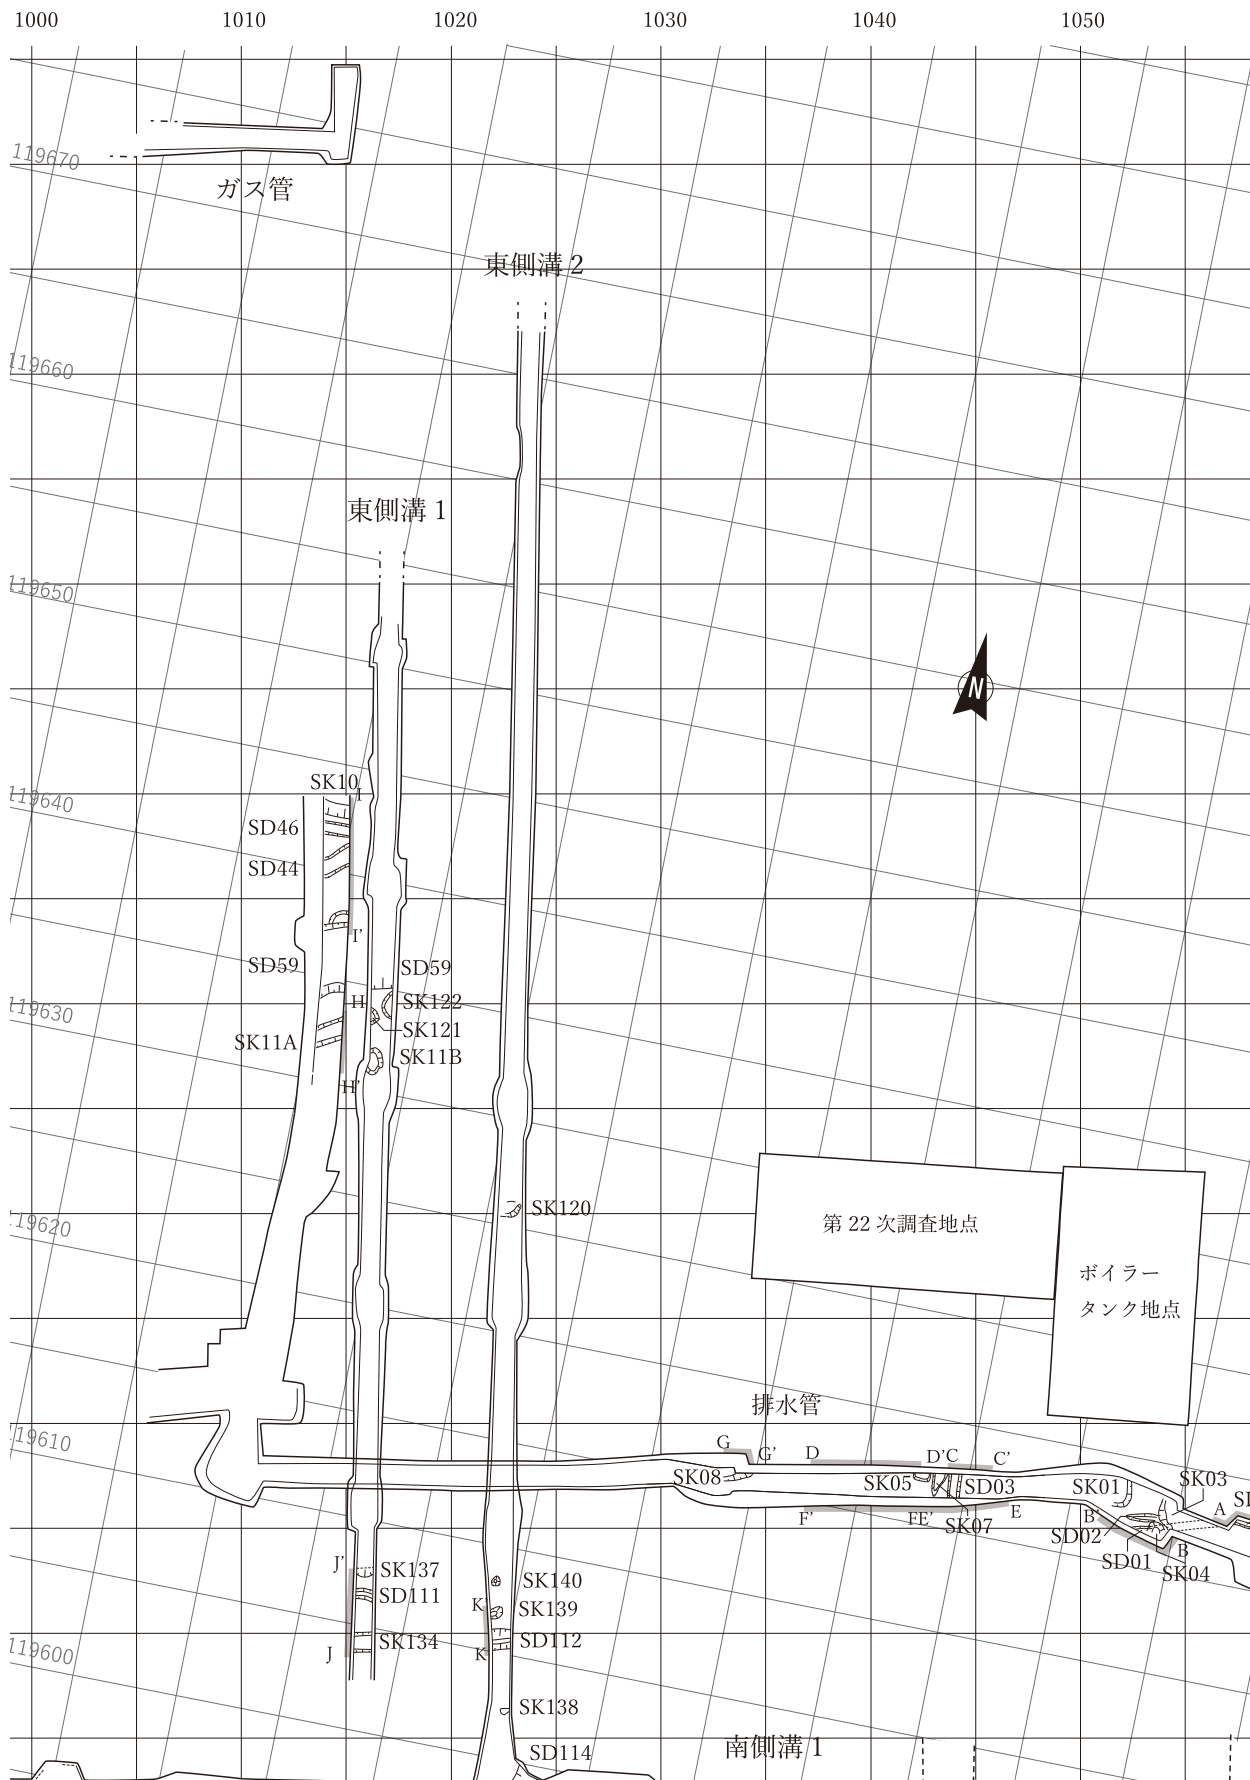 1000 1010 1020 1030 1040 1050
119670
ガス管
東側溝 2
119660
東側溝 1
119650
N
SK10 I
119640
SD46
SD44
I'
SD59 SD59
H SK122
119630
SK121
SK11A
SK11B
H'
SK120
119620
第 22 次調査地点
ボイラー
タンク地点
排水管
119610
G G' D D' C C'
SK08 SK05 SD03 SK01 SK03
F' F E' E B' A
SK07
SD02
SD01 B
SK04
J' SK137 SK140
SD111
K' SK139
SK134 SD112
J K
119600
SK138
南側溝 1
SD114